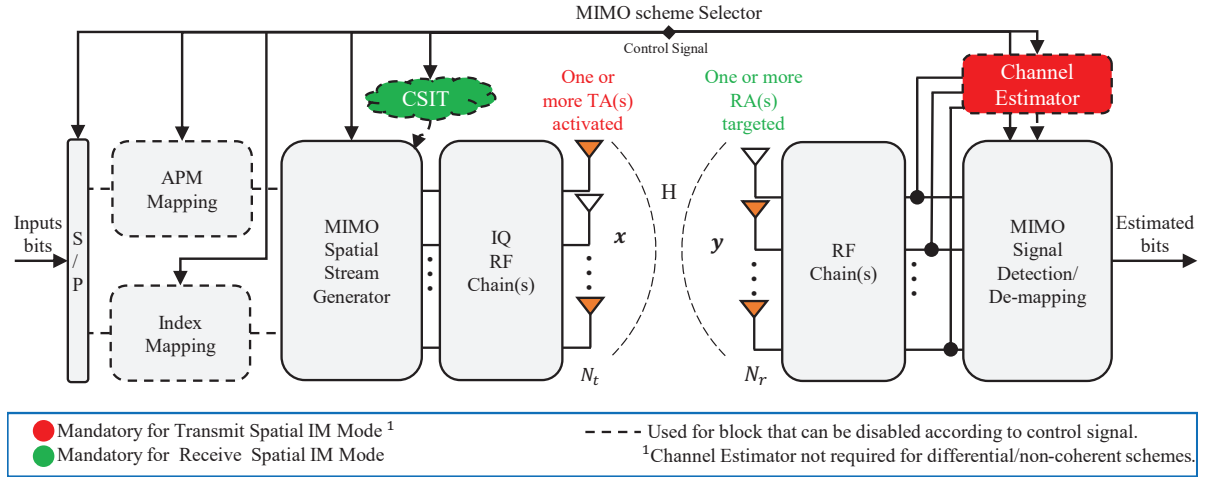 MIMO scheme Selector
Control Signal
CSIT
One or
more TA(s)
activated
One or more
RA(s)
targeted
Channel
Estimator
Inputs
bits
S
/
P
APM
Mapping
Index
Mapping
MIMO
Spatial
Stream
Generator
IQ
RF
Chain(s)
x
H
y
N_t
N_r
RF
Chain(s)
MIMO
Signal
Detection/
De-mapping
Estimated
bits
Mandatory for Transmit Spatial IM Mode ¹
Mandatory for Receive Spatial IM Mode
Used for block that can be disabled according to control signal.
¹Channel Estimator not required for differential/non-coherent schemes.